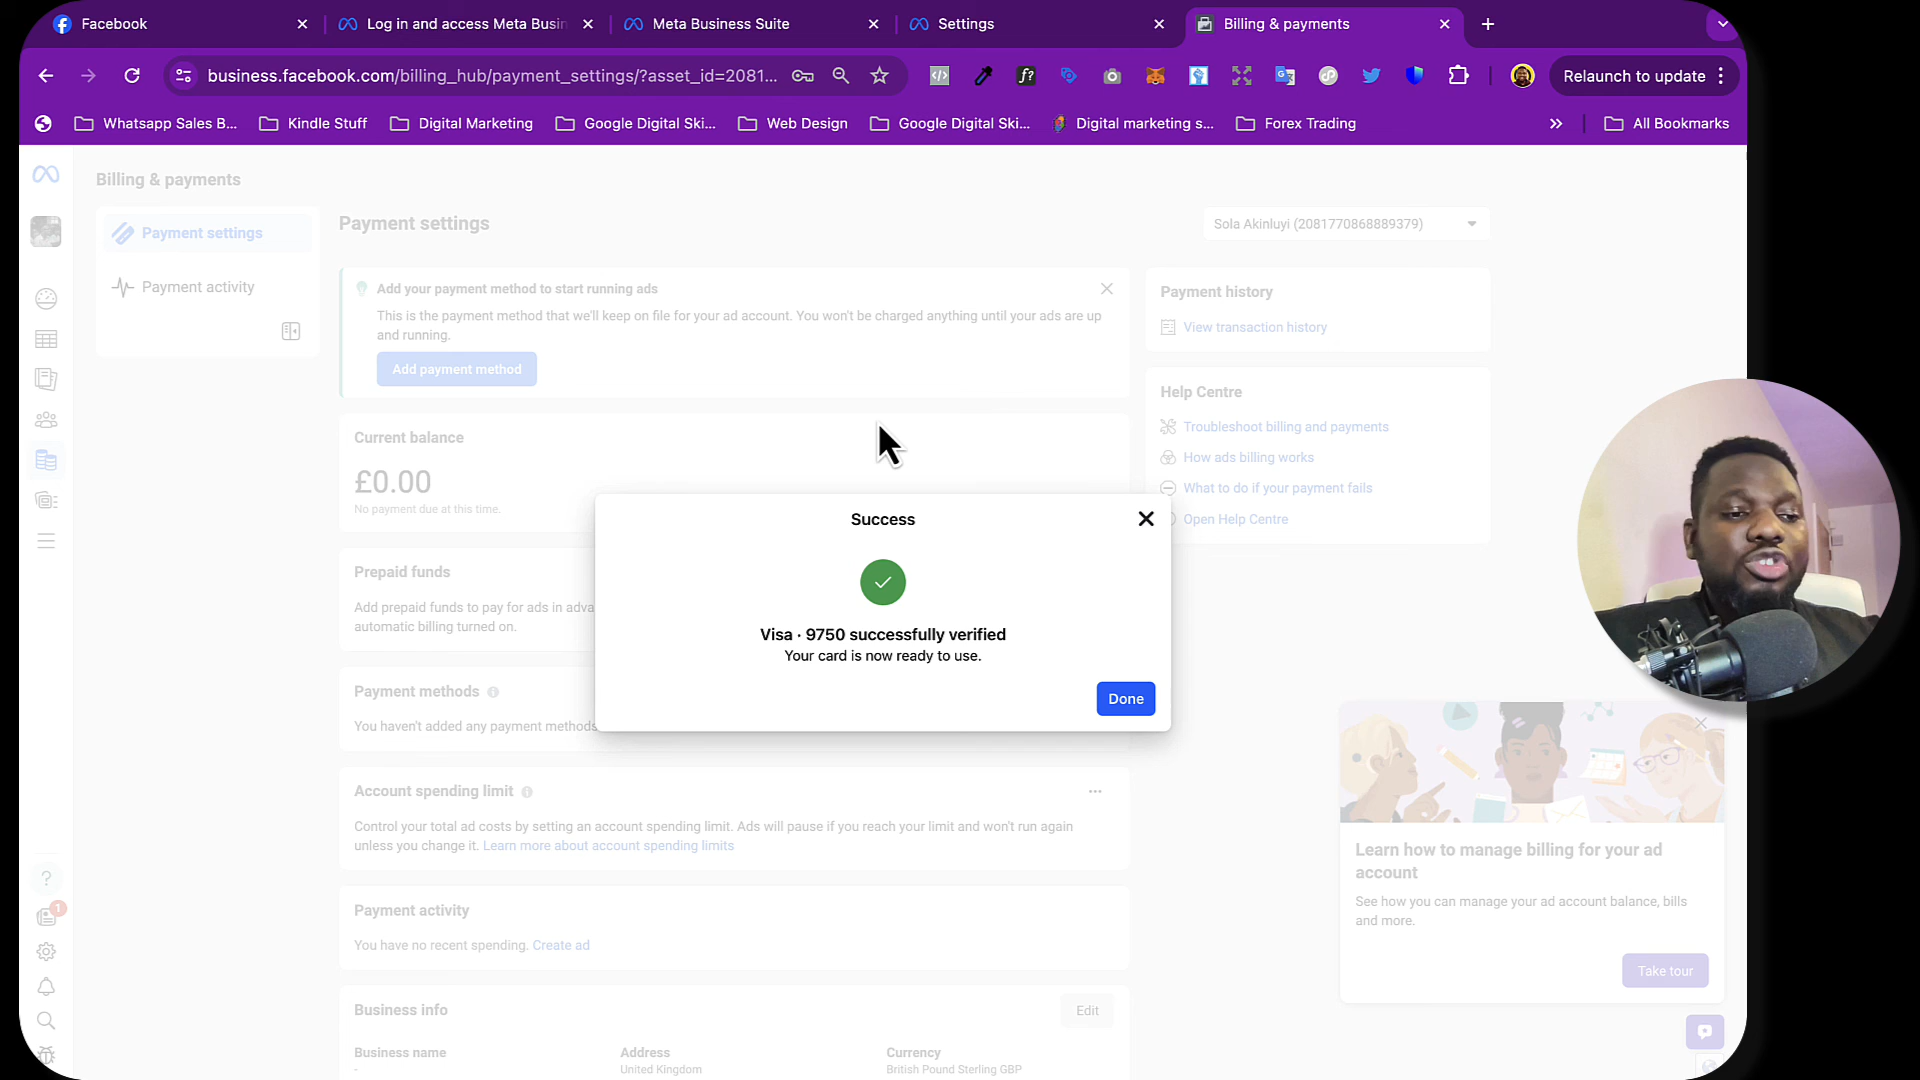 Facebook
Log in and access Meta Busin
Meta Business Suite
Settings
Billing & payments
business.facebook.com/billing_hub/payment_settings/?asset_id=2081...
f?
Relaunch to update
Whatsapp Sales B...
Kindle Stuff
Digital Marketing
Google Digital Ski...
Web Design
Google Digital Ski...
Digital marketing s...
Forex Trading
All Bookmarks
Billing & payments
Payment settings
Payment activity
Payment settings
Sola Akinluyi (2081770868889379)
Add your payment method to start running ads
This is the payment method that we'll keep on file for your ad account. You won't be charged anything until your ads are up
and running.
Add payment method
Current balance
£0.00
No payment due at this time.
Prepaid funds
Add prepaid funds to pay for ads in adva
automatic billing turned on.
Payment methods
You haven't added any payment methods
Success
Visa · 9750 successfully verified
Your card is now ready to use.
Done
Account spending limit
Control your total ad costs by setting an account spending limit. Ads will pause if you reach your limit and won't run again
unless you change it. Learn more about account spending limits
Payment activity
You have no recent spending. Create ad
Business info
Edit
Business name
-
Address
United Kingdom
Currency
British Pound Sterling GBP
Payment history
View transaction history
Help Centre
Troubleshoot billing and payments
How ads billing works
What to do if your payment fails
Open Help Centre
Learn how to manage billing for your ad
account
See how you can manage your ad account balance, bills
and more.
Take tour
1